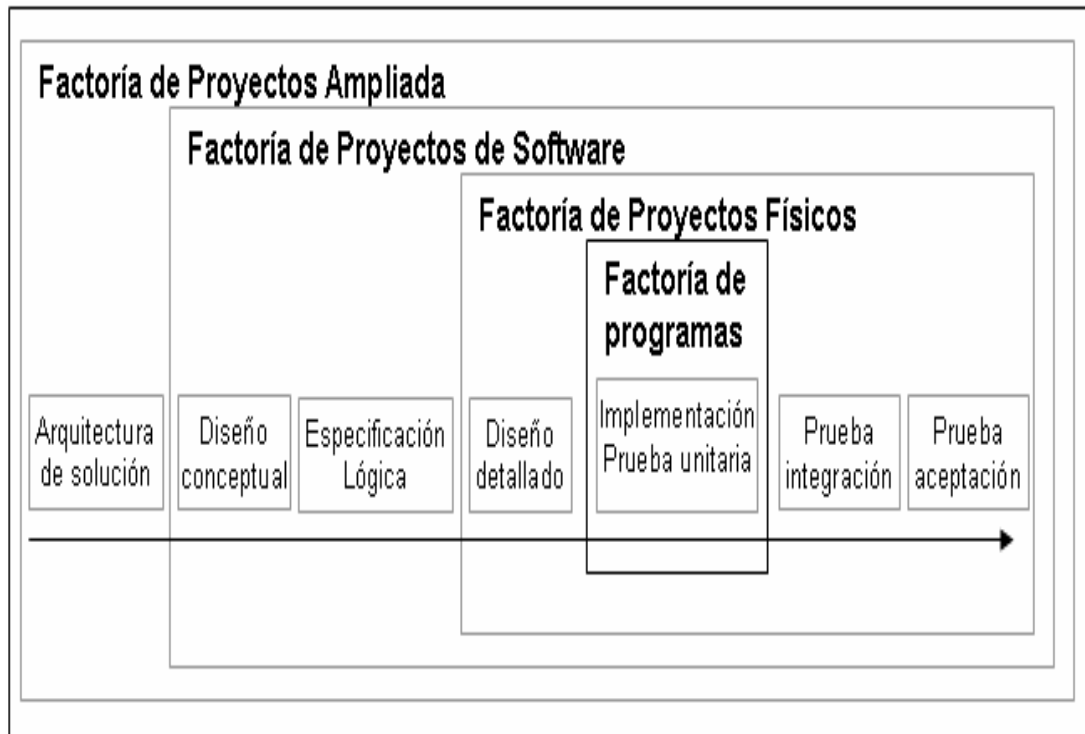 Factoría de Proyectos Ampliada
Factoría de Proyectos de Software
Factoría de Proyectos Físicos
Factoría de
programas
Arquitectura
de solución
Diseño
conceptual
Especificación
Lógica
Diseño
detallado
Implementación
Prueba unitaria
Prueba
integración
Prueba
aceptación